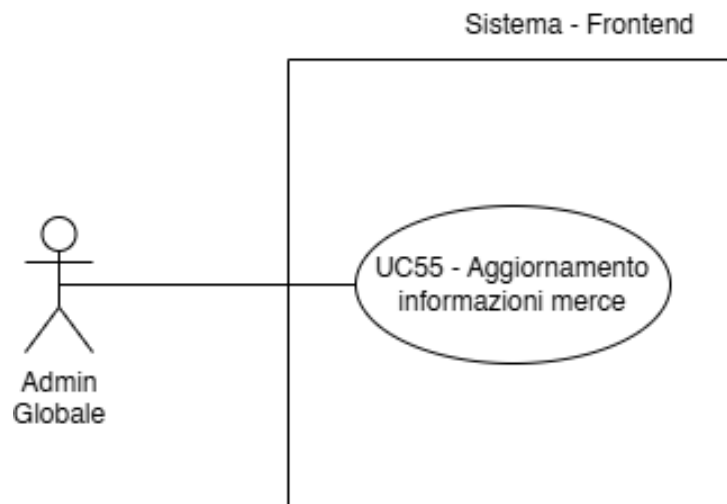 Sistema - Frontend
UC55 - Aggiornamento
informazioni merce
Admin
Globale